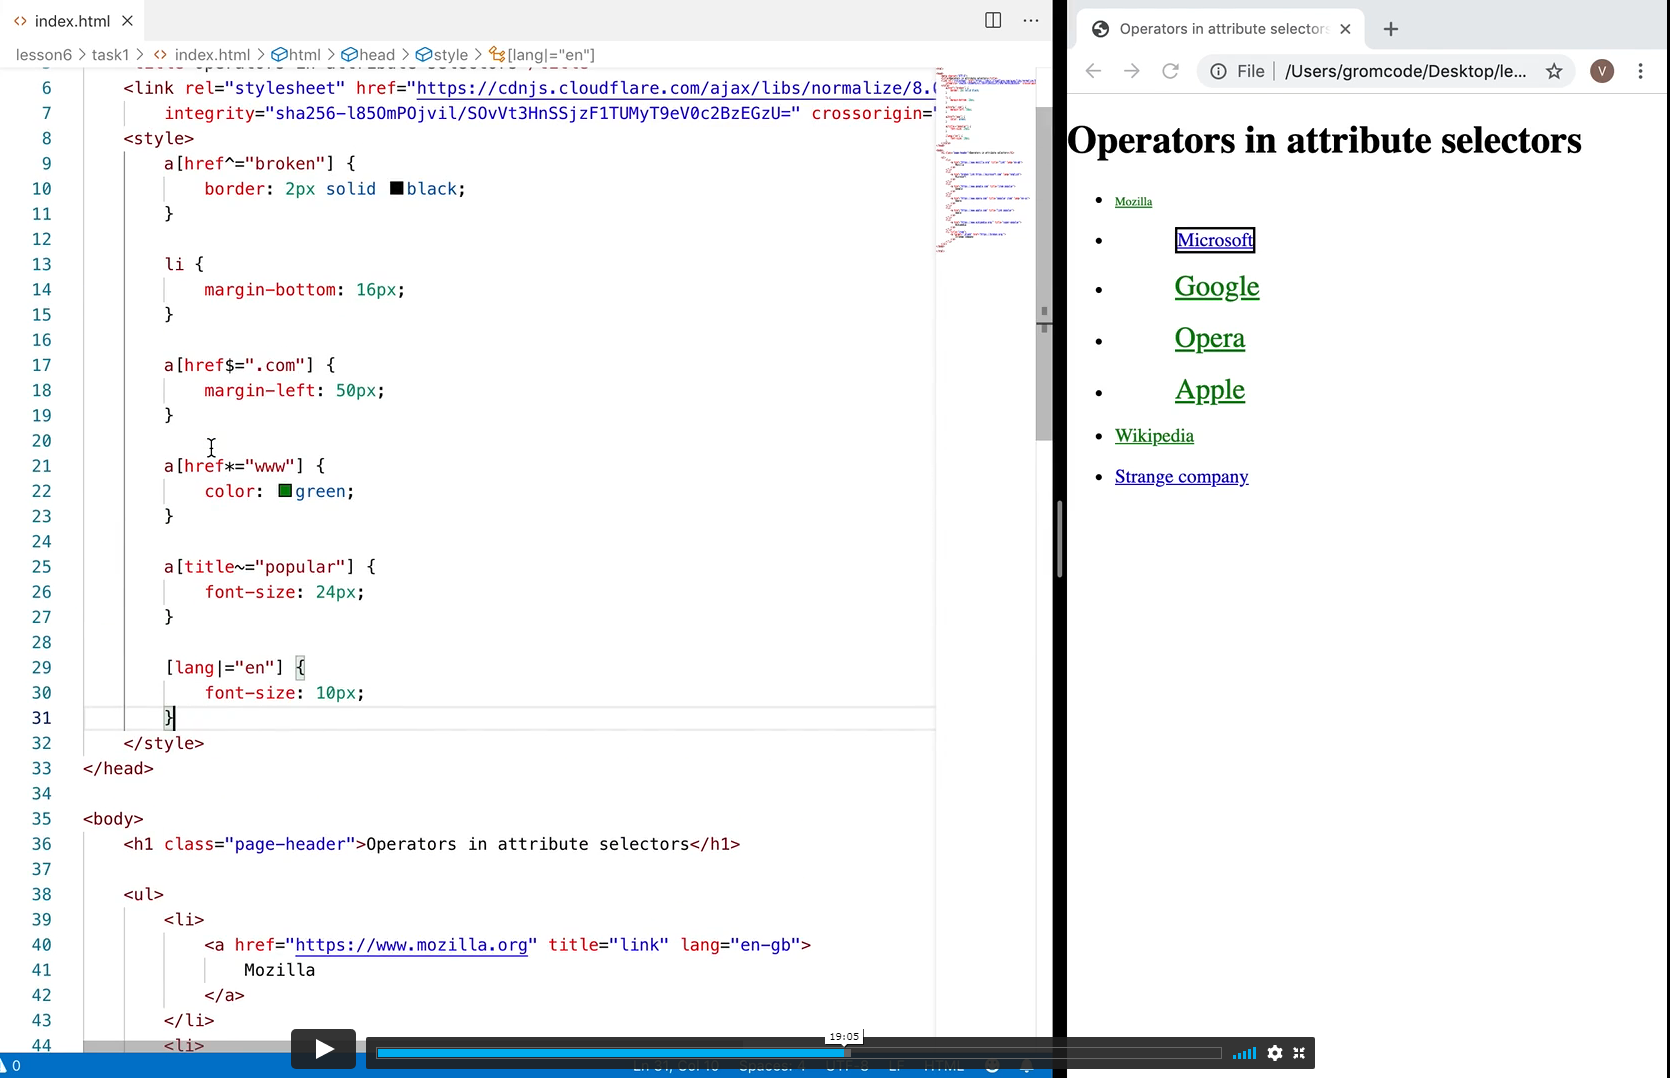 index.html
lesson6 > task1 > index.html > html > head > style > [lang|="en"]
6 <link rel="stylesheet" href="https://cdnjs.cloudflare.com/ajax/libs/normalize/8.
7 integrity="sha256-l85OmPOjvil/SOvVt3HnSSjzF1TUMyT9eV0c2BzEGzU=" crossorigin="
8 <style>
9 a[href^="broken"] {
10 border: 2px solid black;
11 }
12
13 li {
14 margin-bottom: 16px;
15 }
16
17 a[href$=".com"] {
18 margin-left: 50px;
19 }
20
21 a[href*="www"] {
22 color: green;
23 }
24
25 a[title~="popular"] {
26 font-size: 24px;
27 }
28
29 [lang|="en"] {
30 font-size: 10px;
31 }
32 </style>
33 </head>
34
35 <body>
36 <h1 class="page-header">Operators in attribute selectors</h1>
37
38 <ul>
39 <li>
40 <a href="https://www.mozilla.org" title="link" lang="en-gb">
41 Mozilla
42 </a>
43 </li>
44 <li>
0
19:05
Operators in attribute selectors
File /Users/gromcode/Desktop/le...
V
Operators in attribute selectors
Mozilla
Microsoft
Google
Opera
Apple
Wikipedia
Strange company